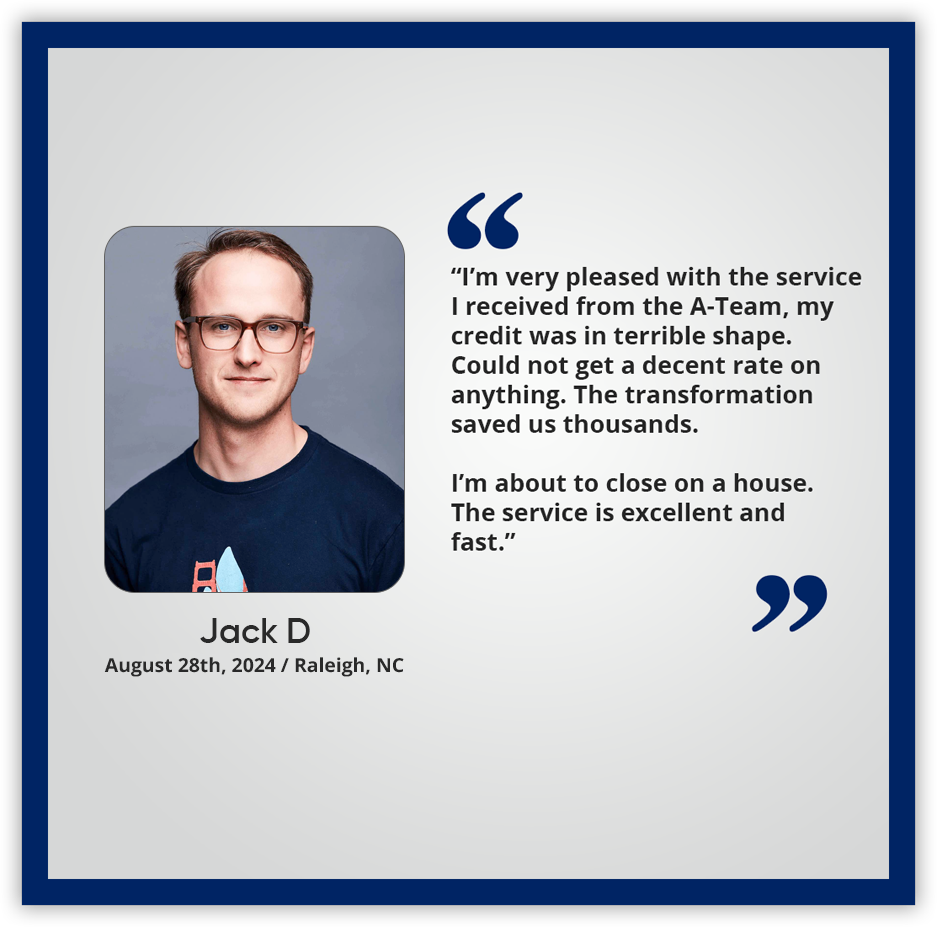 “I’m very pleased with the service
I received from the A-Team, my
credit was in terrible shape.
Could not get a decent rate on
anything. The transformation
saved us thousands.
I’m about to close on a house.
The service is excellent and
fast.”
Jack D
August 28th, 2024 / Raleigh, NC